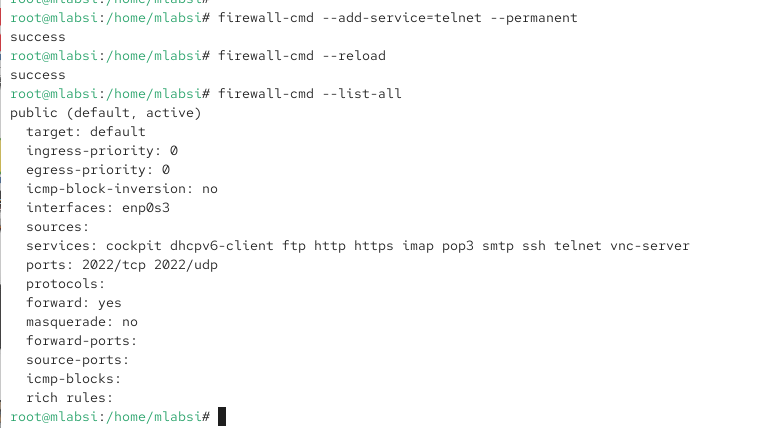 root@mlabsi:/home/mlabsi#
root@mlabsi:/home/mlabsi# firewall-cmd --add-service=telnet --permanent
success
root@mlabsi:/home/mlabsi# firewall-cmd --reload
success
root@mlabsi:/home/mlabsi# firewall-cmd --list-all
public (default, active)
  target: default
  ingress-priority: 0
  egress-priority: 0
  icmp-block-inversion: no
  interfaces: enp0s3
  sources:
  services: cockpit dhcpv6-client ftp http https imap pop3 smtp ssh telnet vnc-server
  ports: 2022/tcp 2022/udp
  protocols:
  forward: yes
  masquerade: no
  forward-ports:
  source-ports:
  icmp-blocks:
  rich rules:
root@mlabsi:/home/mlabsi#